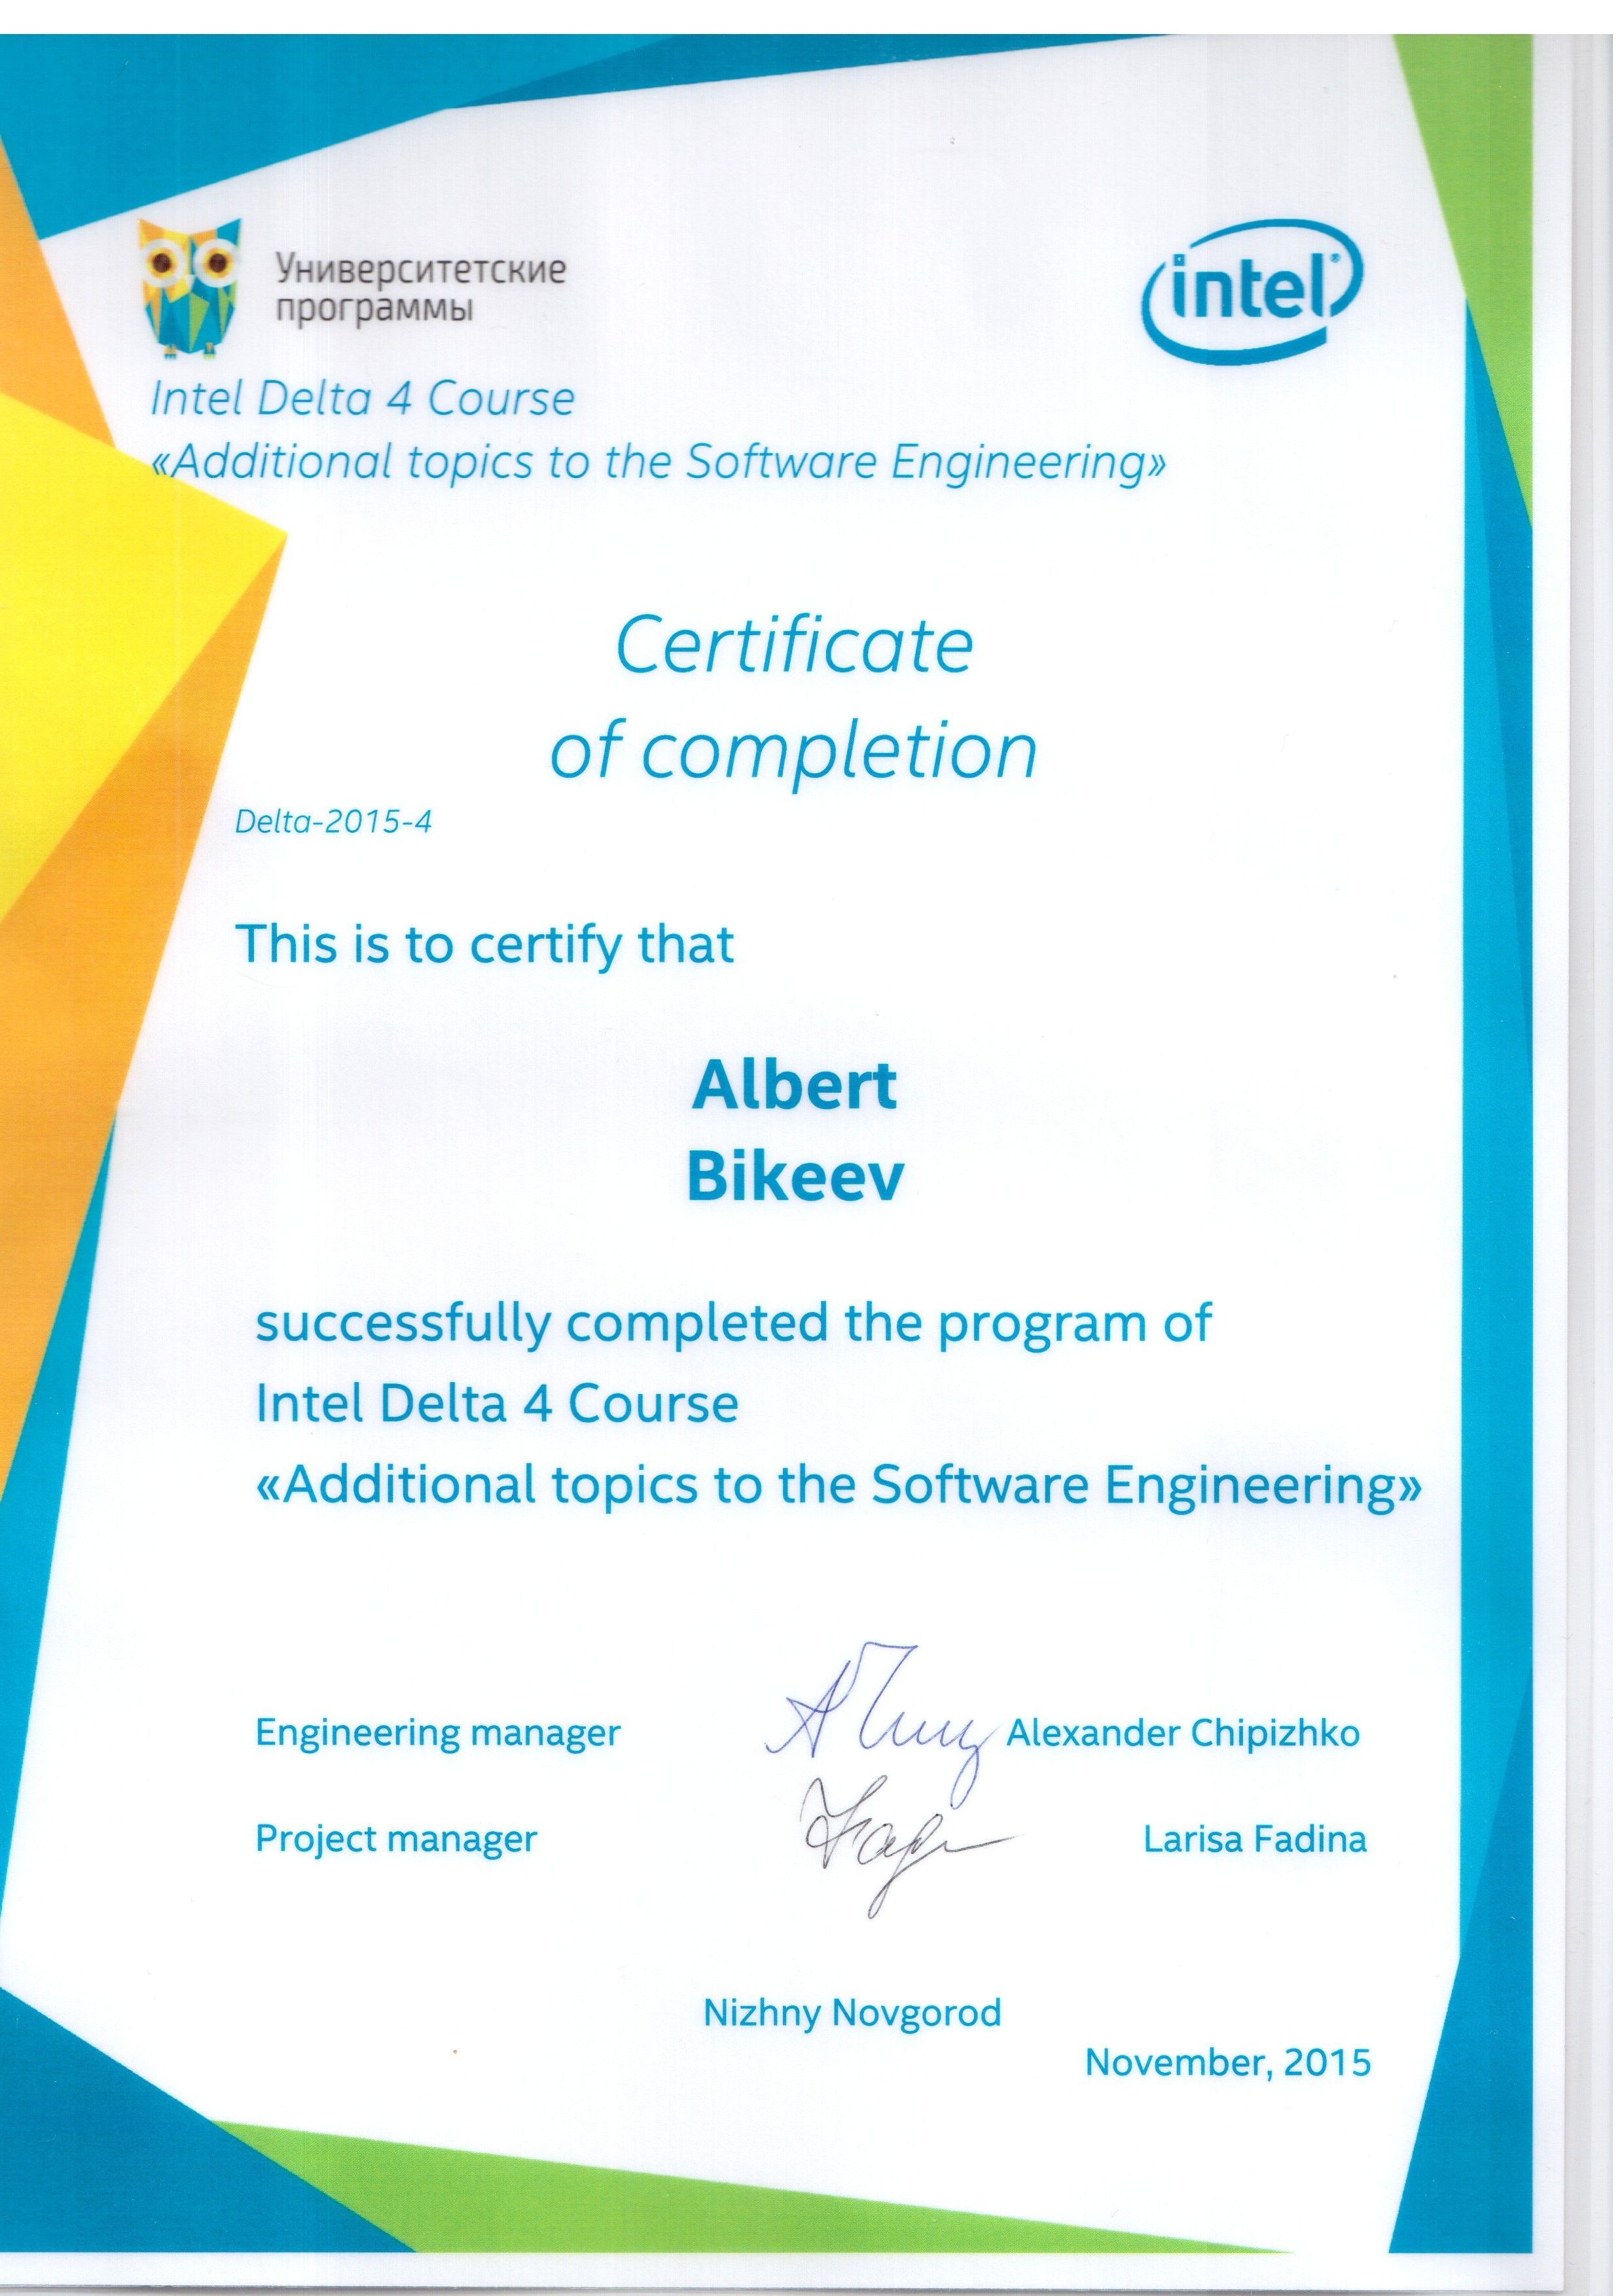 Университетские
программы
intel
Intel Delta 4 Course
«Additional topics to the Software Engineering»
Certificate
of completion
Delta-2015-4
This is to certify that
Albert
Bikeev
successfully completed the program of
Intel Delta 4 Course
«Additional topics to the Software Engineering»
Engineering manager Alexander Chipizhko
Project manager Larisa Fadina
Nizhny Novgorod
November, 2015